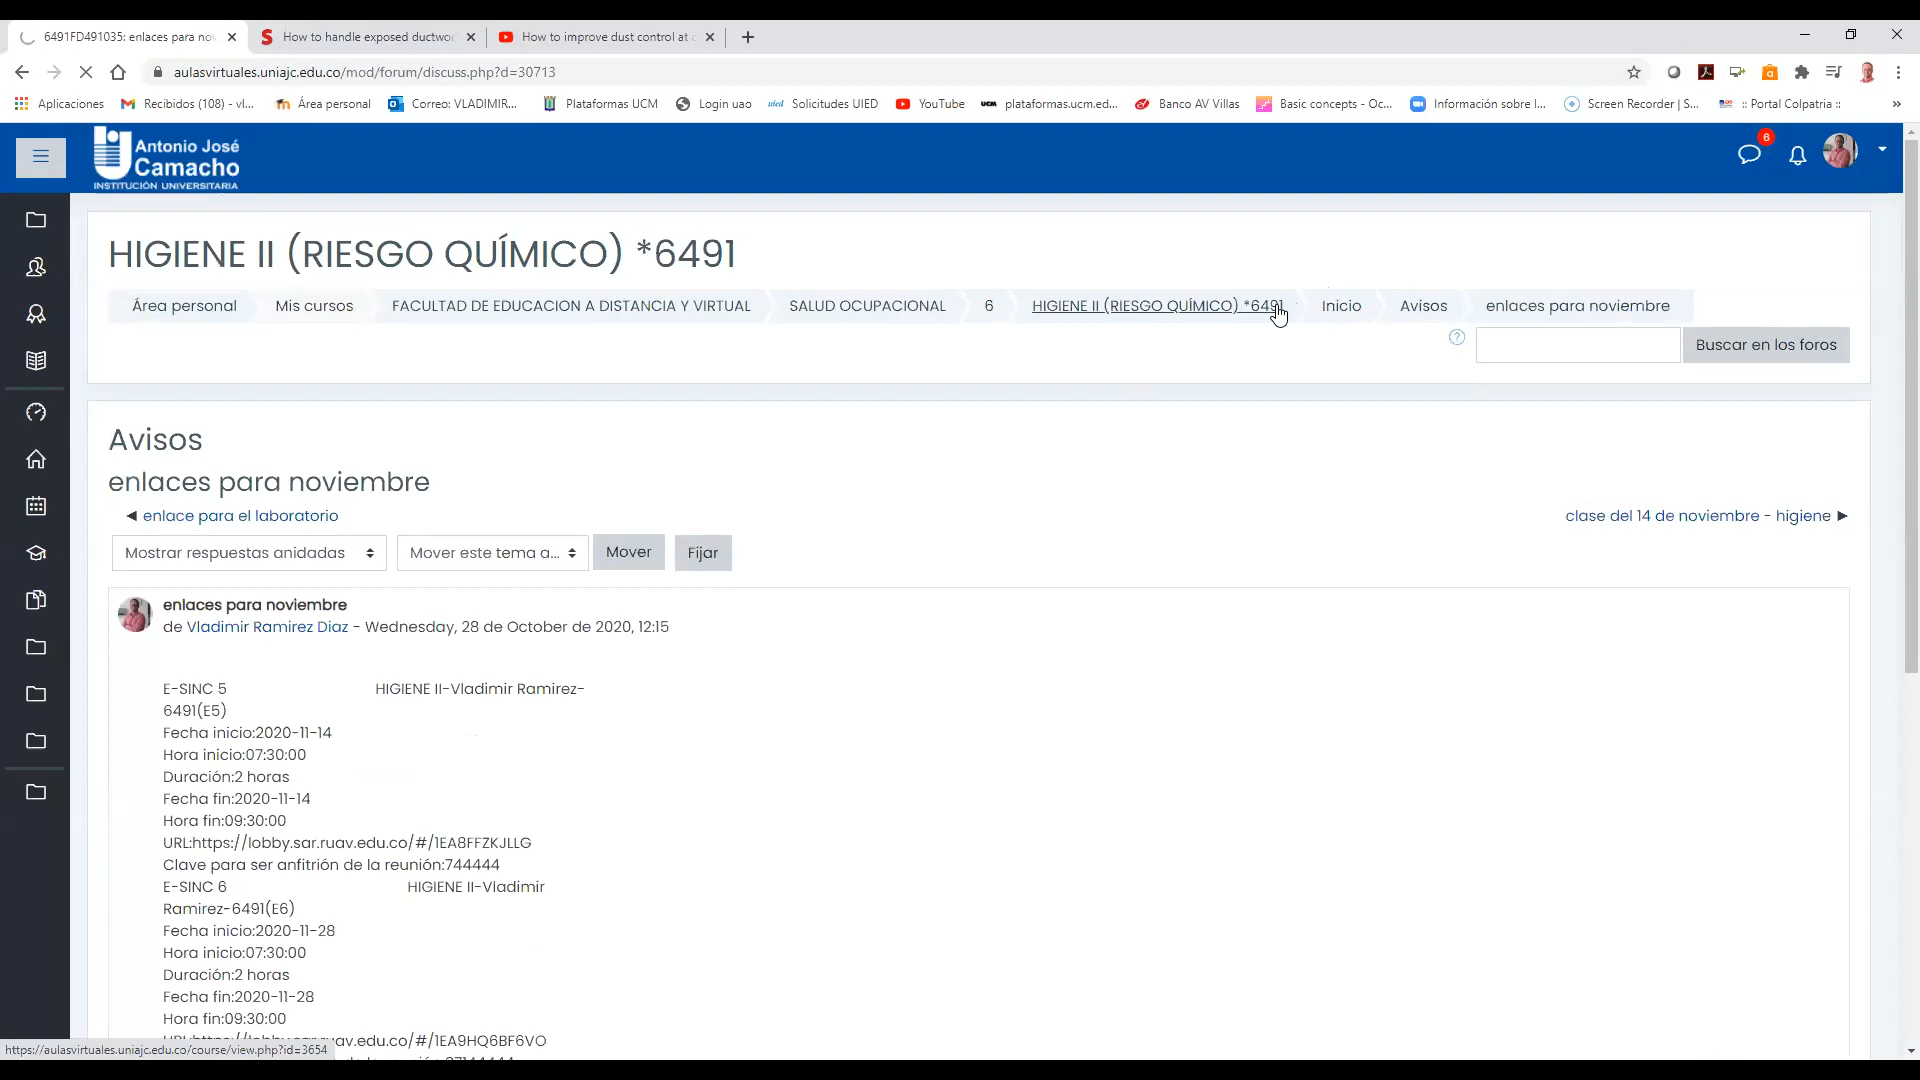 6491FD491035: enlaces para nov
How to handle exposed ductwo
How to improve dust control at
aulasvirtuales.uniajc.edu.co/mod/forum/discuss.php?d=30713
Aplicaciones
Recibidos (108) - vl...
Área personal
Correo: VLADIMIR...
Plataformas UCM
Login uao
uied Solicitudes UIED
YouTube
UCM plataformas.ucm.ed...
Banco AV Villas
Basic concepts - Oc...
Información sobre l...
Screen Recorder | S...
:: Portal Colpatria ::
»
Antonio José
Camacho
INSTITUCIÓN UNIVERSITARIA
6
HIGIENE II (RIESGO QUÍMICO) *6491
Área personal
Mis cursos
FACULTAD DE EDUCACION A DISTANCIA Y VIRTUAL
SALUD OCUPACIONAL
6
HIGIENE II (RIESGO QUÍMICO) *6491
Inicio
Avisos
enlaces para noviembre
Buscar en los foros
Avisos
enlaces para noviembre
◀ enlace para el laboratorio
clase del 14 de noviembre - higiene ▶
Mostrar respuestas anidadas
Mover este tema a...
Mover
Fijar
enlaces para noviembre
de Vladimir Ramirez Diaz - Wednesday, 28 de October de 2020, 12:15
E-SINC 5 HIGIENE II-Vladimir Ramirez-
6491(E5)
Fecha inicio:2020-11-14
Hora inicio:07:30:00
Duración:2 horas
Fecha fin:2020-11-14
Hora fin:09:30:00
URL:https://lobby.sar.ruav.edu.co/#/1EA8FFZKJLLG
Clave para ser anfitrión de la reunión:744444
E-SINC 6 HIGIENE II-Vladimir
Ramirez-6491(E6)
Fecha inicio:2020-11-28
Hora inicio:07:30:00
Duración:2 horas
Fecha fin:2020-11-28
Hora fin:09:30:00
URL:https://lobby.sar.ruav.edu.co/#/1EA9HQ6BF6VO
https://aulasvirtuales.uniajc.edu.co/course/view.php?id=3654